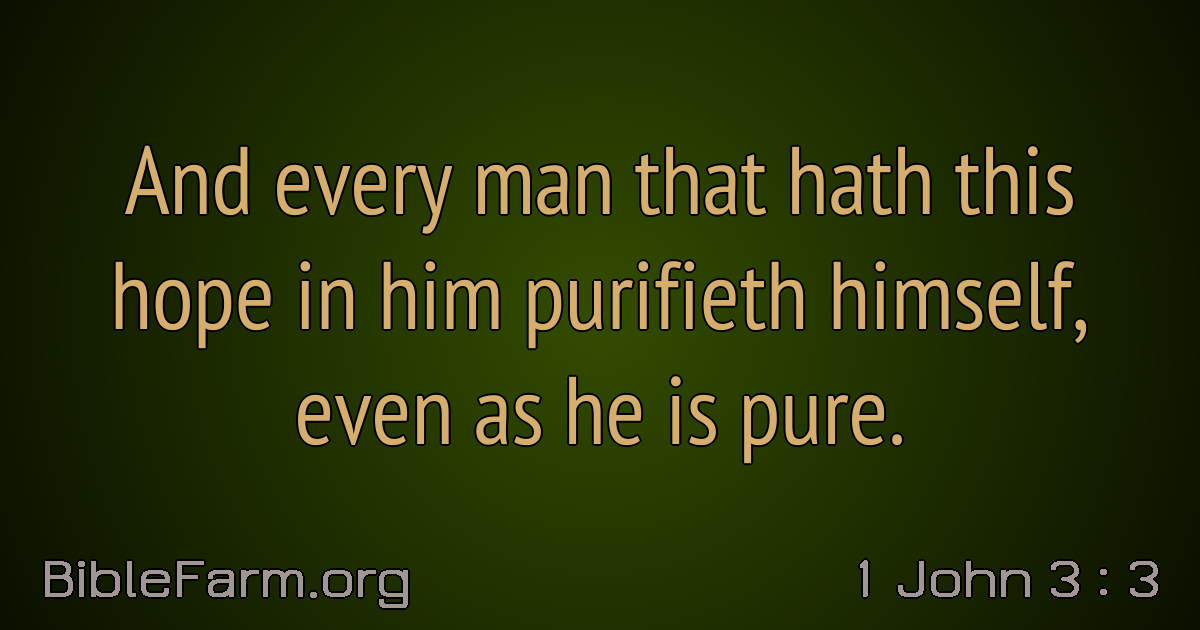 And every man that hath this
hope in him purifieth himself,
even as he is pure.
BibleFarm.org
1 John 3 : 3